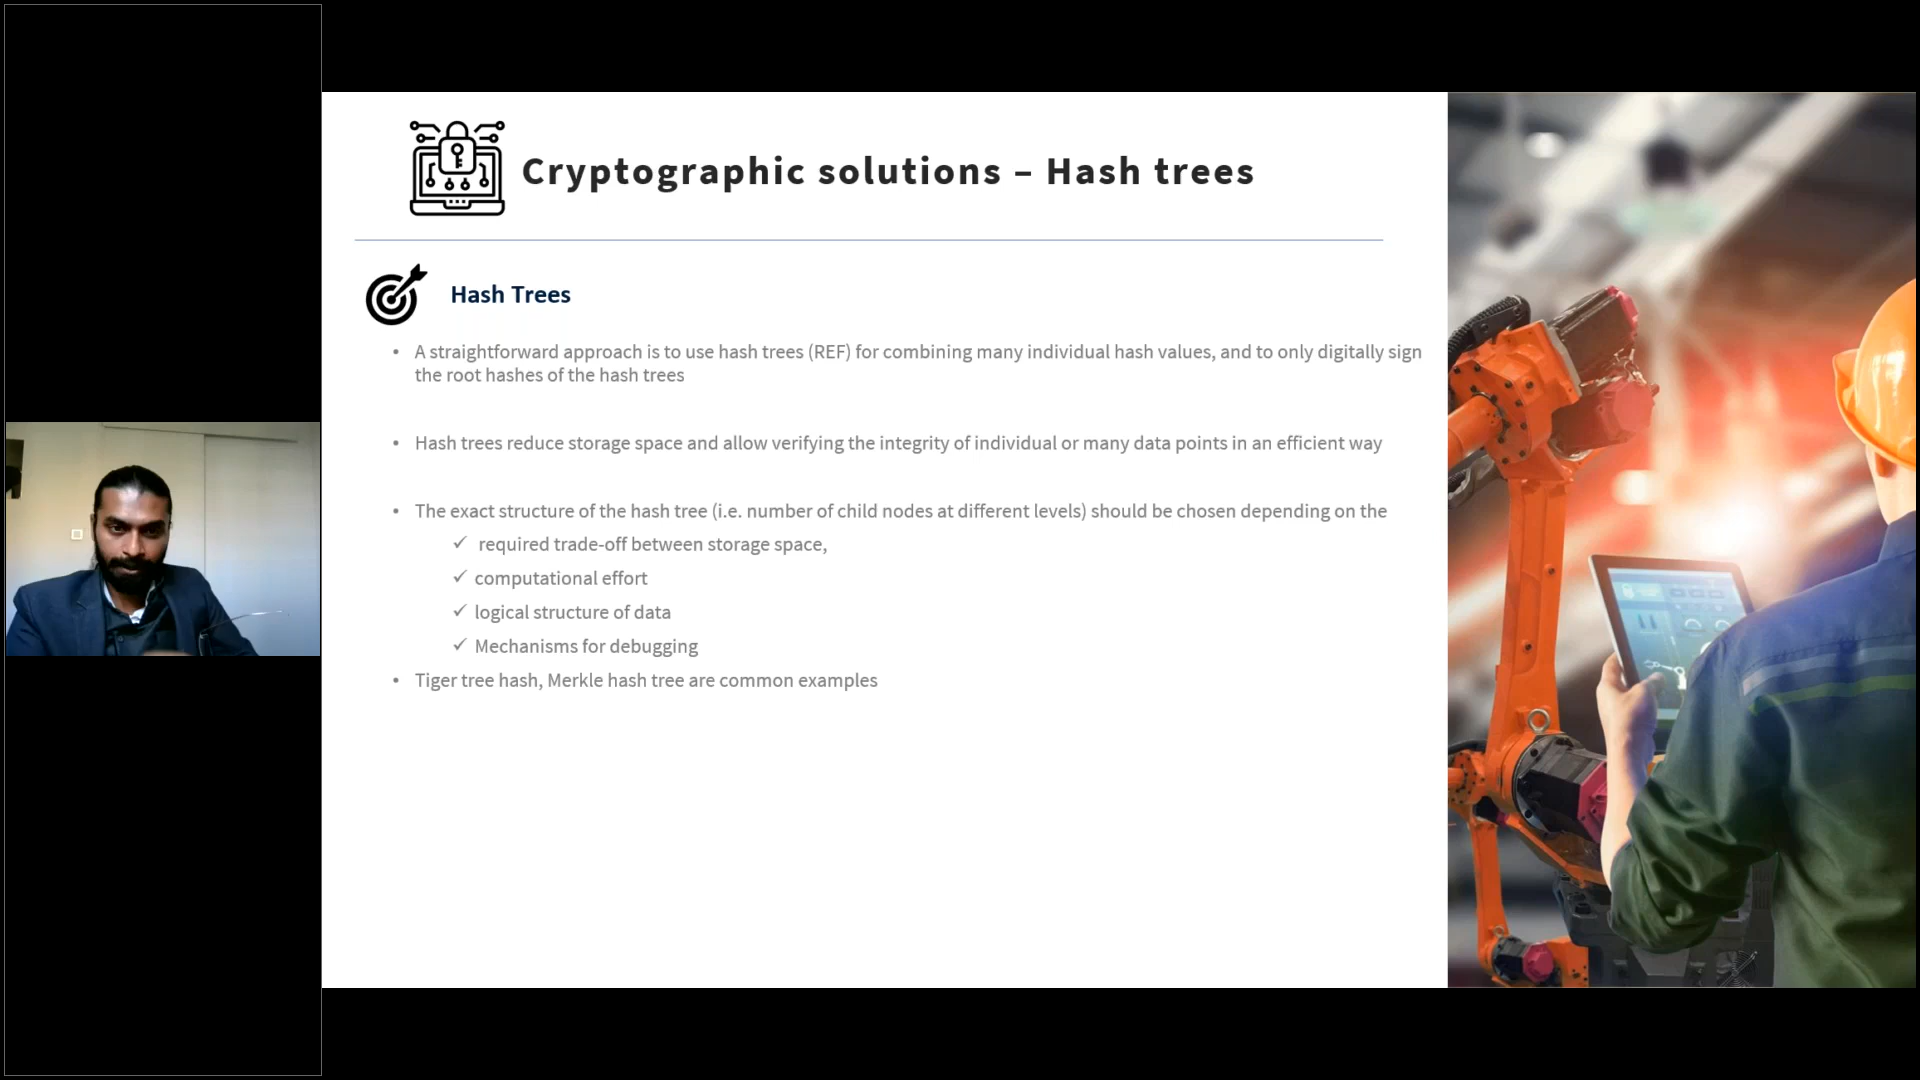 Cryptographic solutions – Hash trees
Hash Trees
• A straightforward approach is to use hash trees (REF) for combining many individual hash values, and to only digitally sign
the root hashes of the hash trees
• Hash trees reduce storage space and allow verifying the integrity of individual or many data points in an efficient way
• The exact structure of the hash tree (i.e. number of child nodes at different levels) should be chosen depending on the
✓ required trade-off between storage space,
✓ computational effort
✓ logical structure of data
✓ Mechanisms for debugging
• Tiger tree hash, Merkle hash tree are common examples